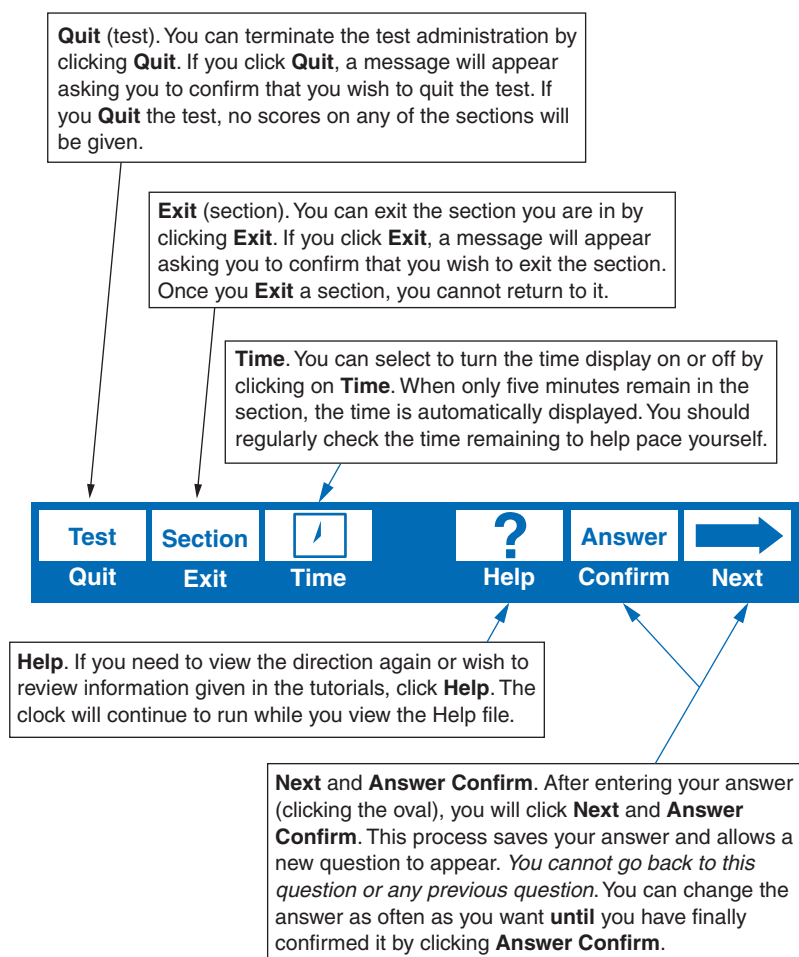 Quit (test). You can terminate the test administration by
clicking Quit. If you click Quit, a message will appear
asking you to confirm that you wish to quit the test. If
you Quit the test, no scores on any of the sections will
be given.
Exit (section). You can exit the section you are in by
clicking Exit. If you click Exit, a message will appear
asking you to confirm that you wish to exit the section.
Once you Exit a section, you cannot return to it.
Time. You can select to turn the time display on or off by
clicking on Time. When only five minutes remain in the
section, the time is automatically displayed. You should
regularly check the time remaining to help pace yourself.
Test Section ? Answer
Quit Exit Time Help Confirm Next
Help. If you need to view the direction again or wish to
review information given in the tutorials, click Help. The
clock will continue to run while you view the Help file.
Next and Answer Confirm. After entering your answer
(clicking the oval), you will click Next and Answer
Confirm. This process saves your answer and allows a
new question to appear. You cannot go back to this
question or any previous question. You can change the
answer as often as you want until you have finally
confirmed it by clicking Answer Confirm.